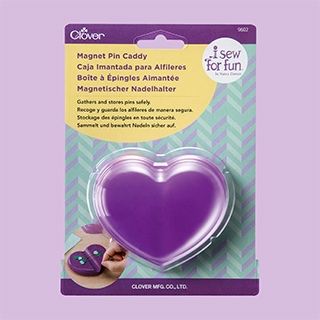 Clover
9602
Magnet Pin Caddy
Caja Imantada para Alfileres
Boîte à Épingles Aimantée
Magnetischer Nadelhalter
i sew
for fun
by Nancy Zieman
Gathers and stores pins safely.
Recoge y guarda los alfileres de manera segura.
Stockage des épingles en toute sécurité.
Sammelt und bewahrt Nadeln sicher auf.
CLOVER MFG. CO., LTD.